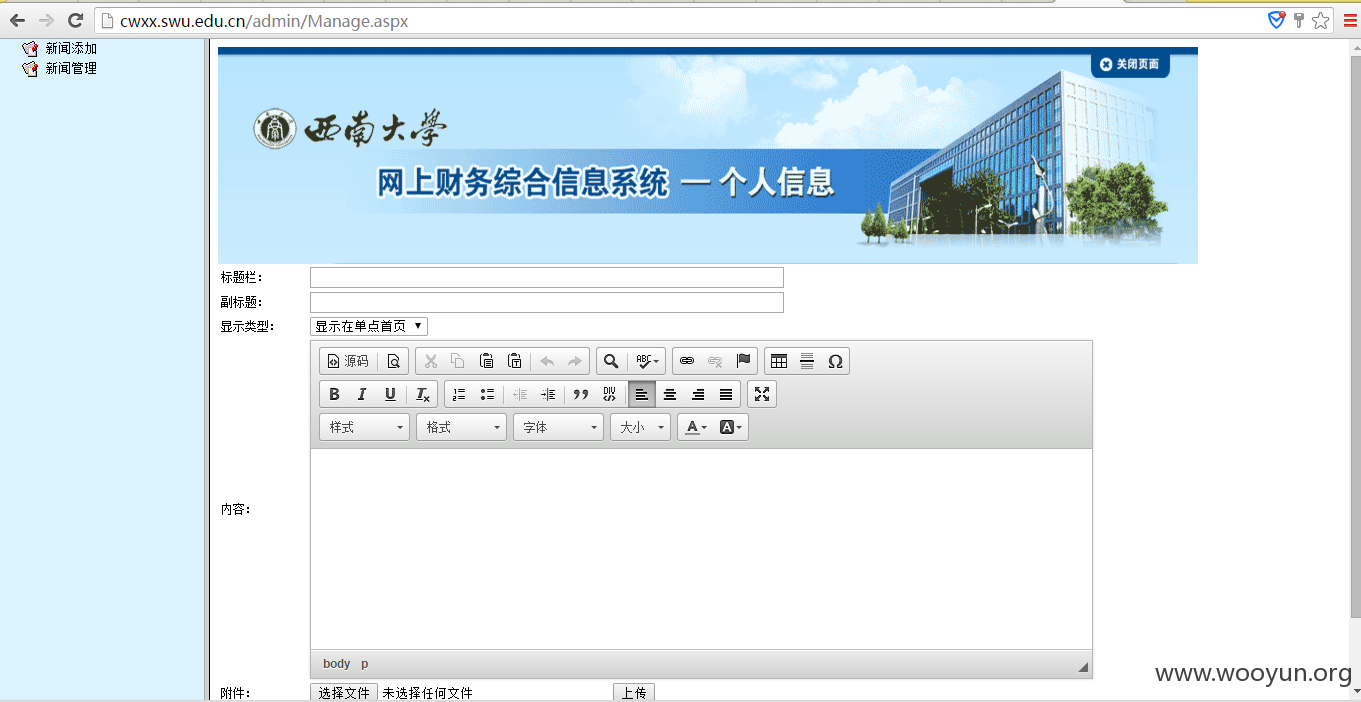 cwxx.swu.edu.cn/admin/Manage.aspx
新闻添加
新闻管理
关闭页面
西南大学
网上财务综合信息系统 — 个人信息
标题栏：
副标题：
显示类型： 显示在单点首页
源码 ABC Ω
B I U Tx DIV
样式 格式 字体 大小 A A
内容：
body p
附件： 选择文件 未选择任何文件 上传
www.wooyun.org